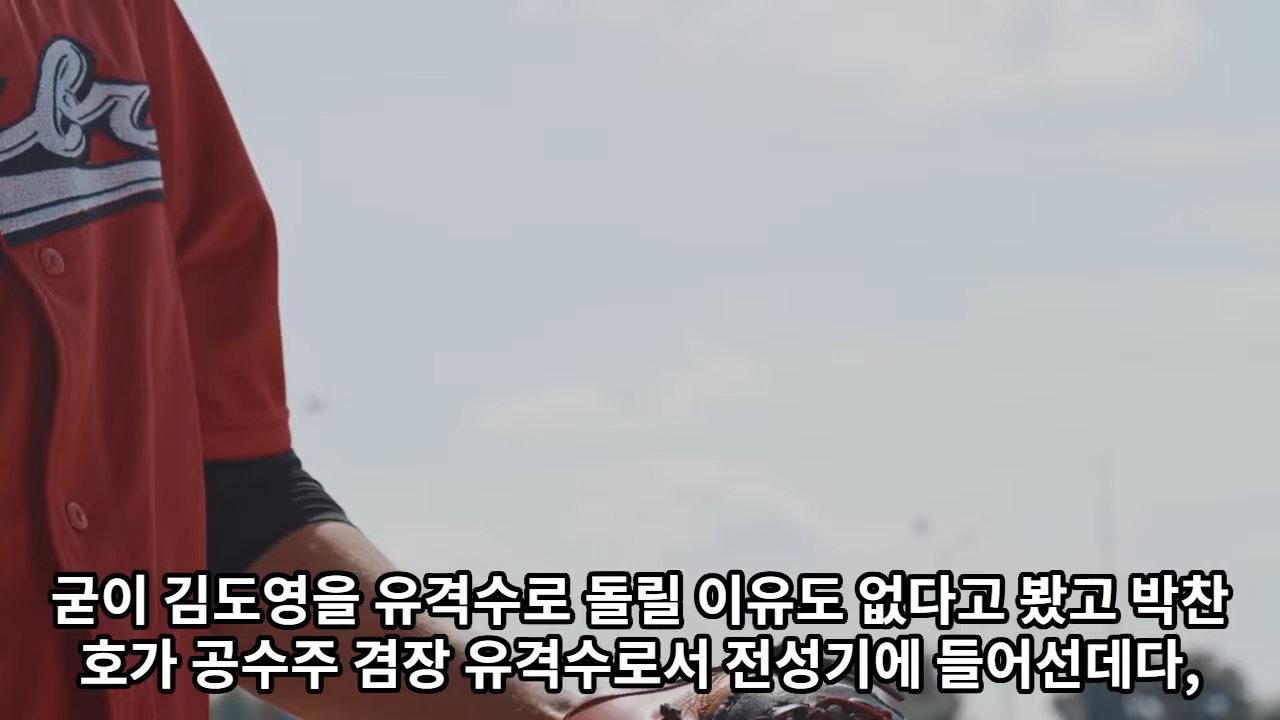 굳이 김도영을 유격수로 돌릴 이유도 없다고 봤고 박찬
호가 공수주 겸장 유격수로서 전성기에 들어선데다,